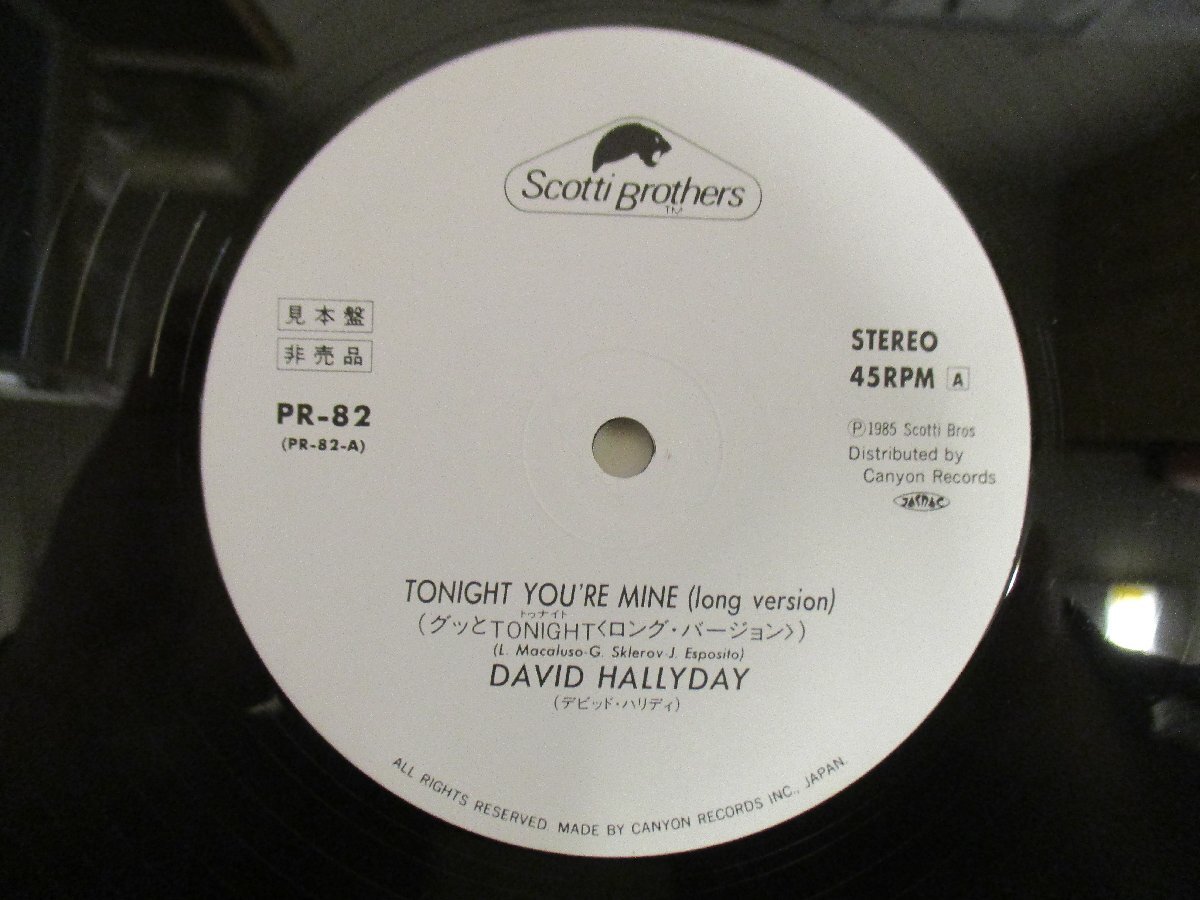 Scotti Brothers
TM
見本盤
非売品
PR-82
(PR-82-A)
STEREO
45RPM A
Ⓟ1985 Scotti Bros
Distributed by
Canyon Records
TONIGHT YOU'RE MINE (long version)
トゥナイト
(グッとTONIGHT<ロング・バージョン>)
(L. Macaluso-G. Sklerov-J. Esposito)
DAVID HALLYDAY
(デビッド・ハリディ)
ALL RIGHTS RESERVED. MADE BY CANYON RECORDS INC., JAPAN.